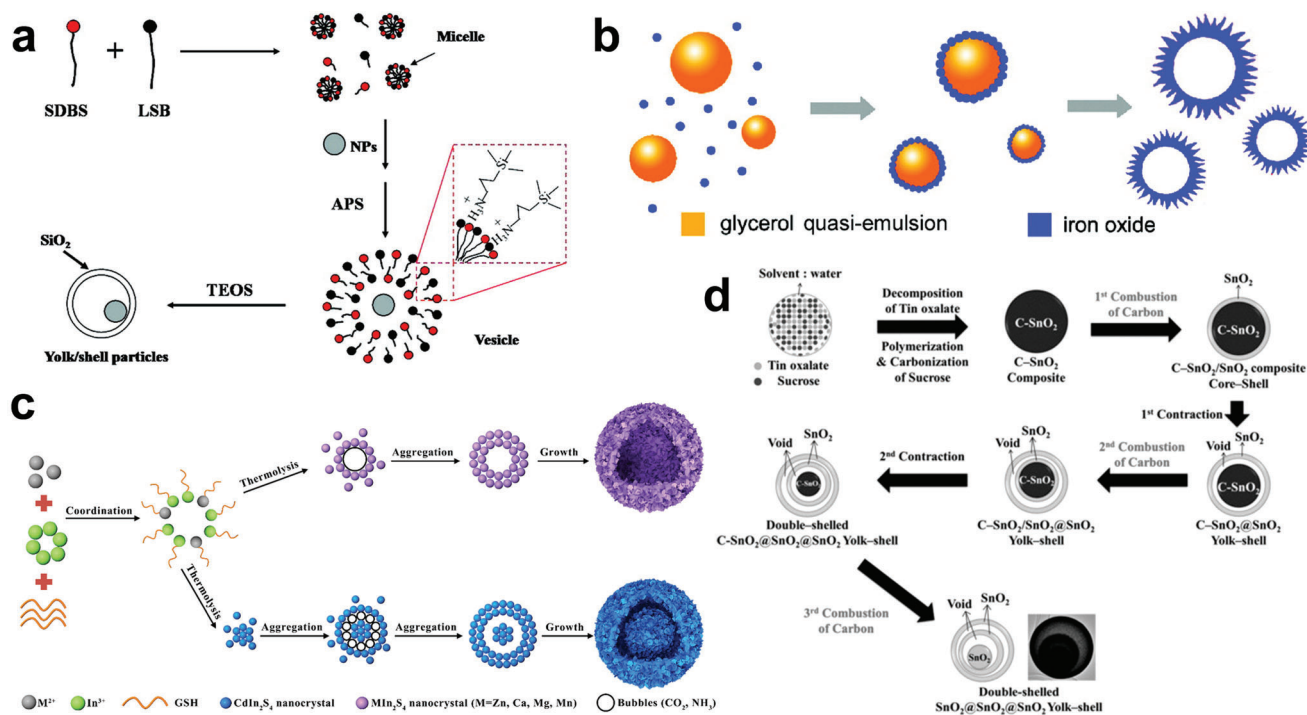 a
SDBS
+
LSB
Micelle
NPs
APS
H₃N
+
Si
H₃N
+
Si
Vesicle
TEOS
SiO₂
Yolk/shell particles
b
glycerol quasi-emulsion
iron oxide
c
Coordination
Thermolysis
Aggregation
Growth
Thermolysis
Aggregation
Aggregation
Growth
M²⁺
In³⁺
GSH
CdIn₂S₄ nanocrystal
MIn₂S₄ nanocrystal (M=Zn, Ca, Mg, Mn)
Bubbles (CO₂, NH₃)
d
Solvent : water
Tin oxalate
Sucrose
Decomposition
of Tin oxalate
Polymerization
& Carbonization
of Sucrose
C-SnO₂
C–SnO₂
Composite
1st Combustion
of Carbon
SnO₂
C-SnO₂
C–SnO₂/SnO₂ composite
Core–Shell
1st Contraction
Void
SnO₂
C-SnO₂
C–SnO₂@SnO₂
Yolk–shell
2nd Combustion
of Carbon
Void
SnO₂
C-SnO₂
C–SnO₂/SnO₂@SnO₂
Yolk–shell
2nd Contraction
Void
SnO₂
C-SnO₂
Double–shelled
C-SnO₂@SnO₂@SnO₂ Yolk–shell
3rd Combustion
of Carbon
Void
SnO₂
SnO₂
Double-shelled
SnO₂@SnO₂@SnO₂ Yolk–shell